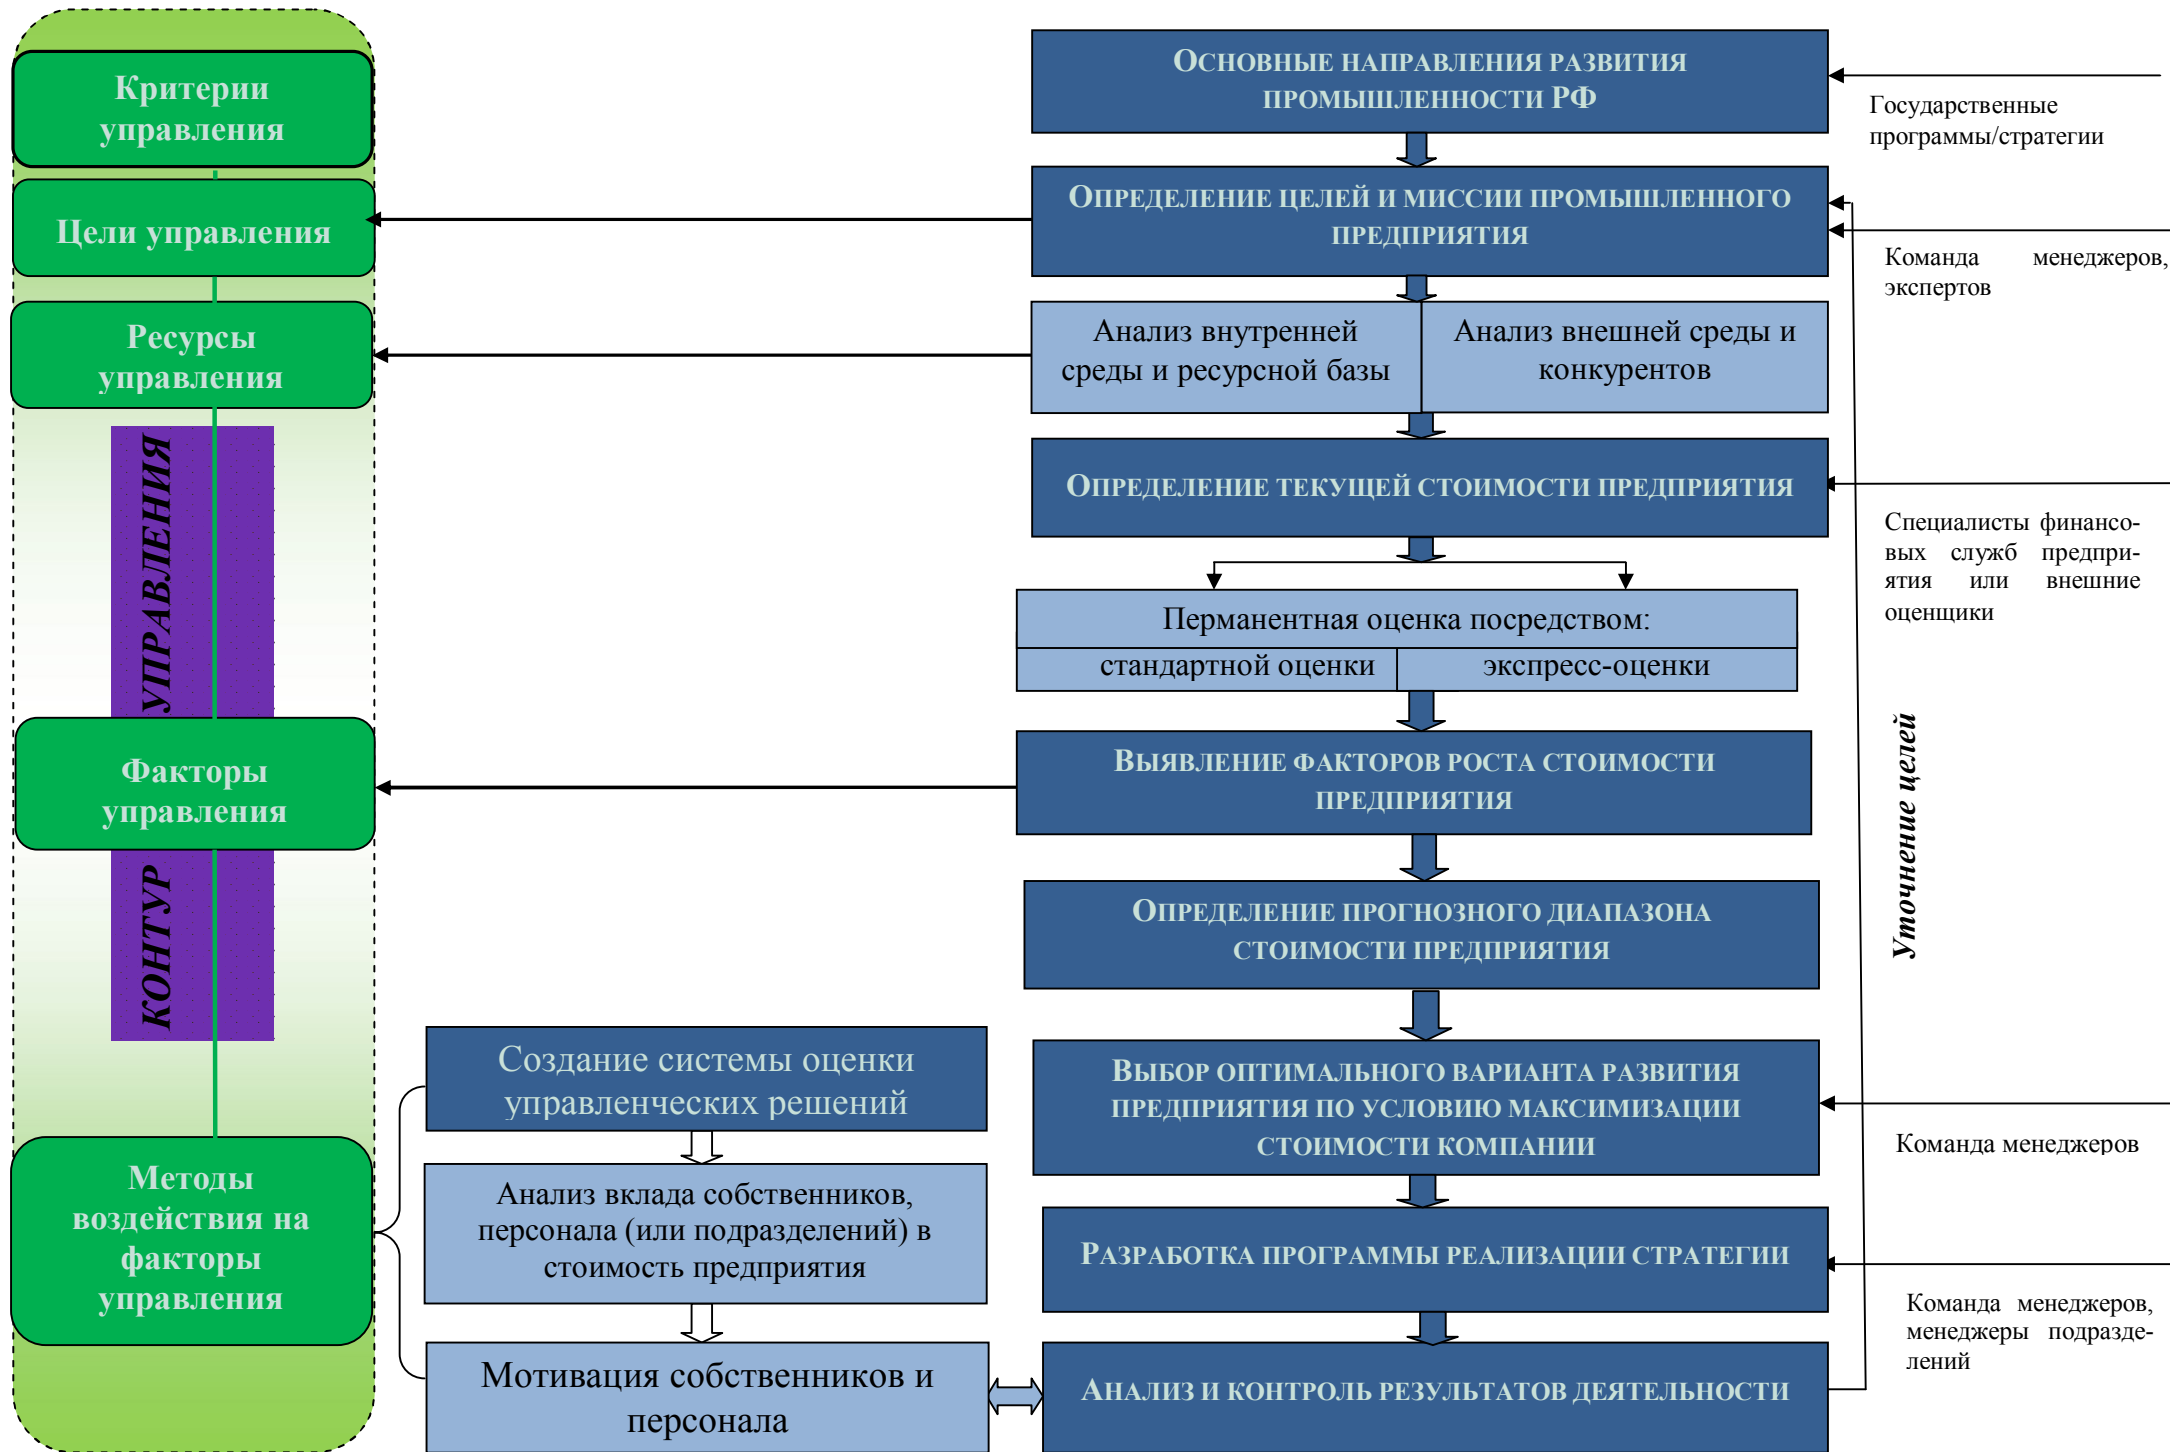 Критерии
управления
Цели управления
Ресурсы
управления
КОНТУР УПРАВЛЕНИЯ
Факторы
управления
Методы
воздействия на
факторы
управления
Создание системы оценки
управленческих решений
Анализ вклада собственников,
персонала (или подразделений) в
стоимость предприятия
Мотивация собственников и
персонала
ОСНОВНЫЕ НАПРАВЛЕНИЯ РАЗВИТИЯ
ПРОМЫШЛЕННОСТИ РФ
ОПРЕДЕЛЕНИЕ ЦЕЛЕЙ И МИССИИ ПРОМЫШЛЕННОГО
ПРЕДПРИЯТИЯ
Анализ внутренней
среды и ресурсной базы
Анализ внешней среды и
конкурентов
ОПРЕДЕЛЕНИЕ ТЕКУЩЕЙ СТОИМОСТИ ПРЕДПРИЯТИЯ
Перманентная оценка посредством:
стандартной оценки
экспресс-оценки
ВЫЯВЛЕНИЕ ФАКТОРОВ РОСТА СТОИМОСТИ
ПРЕДПРИЯТИЯ
ОПРЕДЕЛЕНИЕ ПРОГНОЗНОГО ДИАПАЗОНА
СТОИМОСТИ ПРЕДПРИЯТИЯ
ВЫБОР ОПТИМАЛЬНОГО ВАРИАНТА РАЗВИТИЯ
ПРЕДПРИЯТИЯ ПО УСЛОВИЮ МАКСИМИЗАЦИИ
СТОИМОСТИ КОМПАНИИ
РАЗРАБОТКА ПРОГРАММЫ РЕАЛИЗАЦИИ СТРАТЕГИИ
АНАЛИЗ И КОНТРОЛЬ РЕЗУЛЬТАТОВ ДЕЯТЕЛЬНОСТИ
Государственные
программы/стратегии
Команда менеджеров,
экспертов
Специалисты финансо-
вых служб предпри-
ятия или внешние
оценщики
Уточнение целей
Команда менеджеров
Команда менеджеров,
менеджеры подразде-
лений